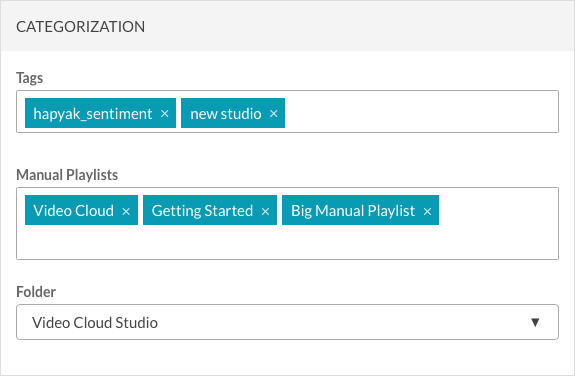 CATEGORIZATION
Tags
hapyak_sentiment × new studio ×
Manual Playlists
Video Cloud × Getting Started × Big Manual Playlist ×
Folder
Video Cloud Studio ▼